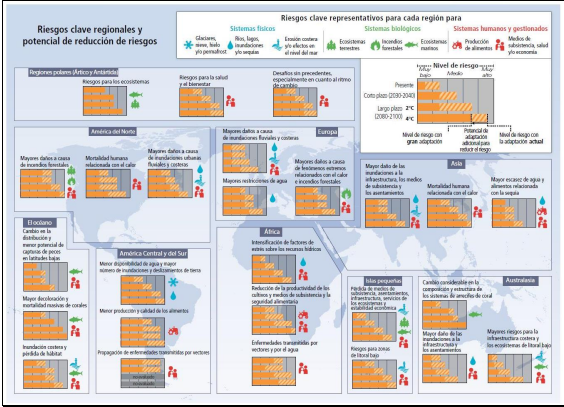 Riesgos clave regionales y
potencial de reducción de riesgos
Riesgos clave representativos para cada región para
Sistemas físicos
Sistemas biológicos
Sistemas humanos y gestionados
Glaciares,
nieve, hielo
y/o permafrost
Ríos, lagos,
inundaciones
y/o sequía
Erosión costera
y/o efectos en
el nivel del mar
Ecosistemas
terrestres
Incendios
forestales
Ecosistemas
marinos
Producción
de alimentos
Medios de
subsistencia, salud
y/o economía
Nivel de riesgo
Muy
bajo
Medio
Muy
alto
Presente
Corto plazo (2030-2040)
Largo plazo
(2080-2100)
2°C
4°C
Nivel de riesgo con
gran adaptación
Potencial de
adaptación
adicional para
reducir el riesgo
Nivel de riesgo con
la adaptación actual
Regiones polares (Ártico y Antártida)
Riesgos para los ecosistemas
Riesgos para la salud
y el bienestar
Desafíos sin precedentes,
especialmente en cuanto al ritmo
de cambio
América del Norte
Mayores daños a causa
de incendios forestales
Mortalidad humana
relacionada con el calor
Mayores daños a causa
de inundaciones urbanas
fluviales y costeras
Europa
Mayores daños a causa
de inundaciones fluviales y costeras
Mayores restricciones de agua
Mayores daños a causa
de fenómenos extremos
relacionados con el calor
e incendios forestales
Asia
Mayor daño de las
inundaciones a la
infraestructura, los medios
de subsistencia y los
asentamientos
Mortalidad humana
relacionada con el calor
Mayor escasez de agua y
alimentos relacionados
con la sequía
El océano
Cambio en la
distribución y
menor potencial de
capturas de peces
en latitudes bajas
Mayor decoloración y
mortalidad masivas de corales
Inundación costera y
pérdida de hábitat
América Central y del Sur
Menor disponibilidad de agua y mayor
número de inundaciones y deslizamientos de tierra
Menor producción y calidad de los alimentos
Propagación de enfermedades transmitidas por vectores
África
Intensificación de factores de
estrés sobre los recursos hídricos
Reducción de la productividad de los
cultivos y medios de subsistencia y la
seguridad alimentaria
Enfermedades transmitidas por
vectores y por el agua
Islas pequeñas
Pérdida de medios de
subsistencia, asentamientos,
infraestructura, servicios de los
ecosistemas y
estabilidad económica
Riesgos para zonas
de litoral bajo
Australasia
Cambio considerable en la
composición y estructura de
los sistemas de arrecifes de coral
Mayor daño de las
inundaciones a la
infraestructura y
los asentamientos
Mayores riesgos para la
infraestructura costera y
los ecosistemas de litoral bajo